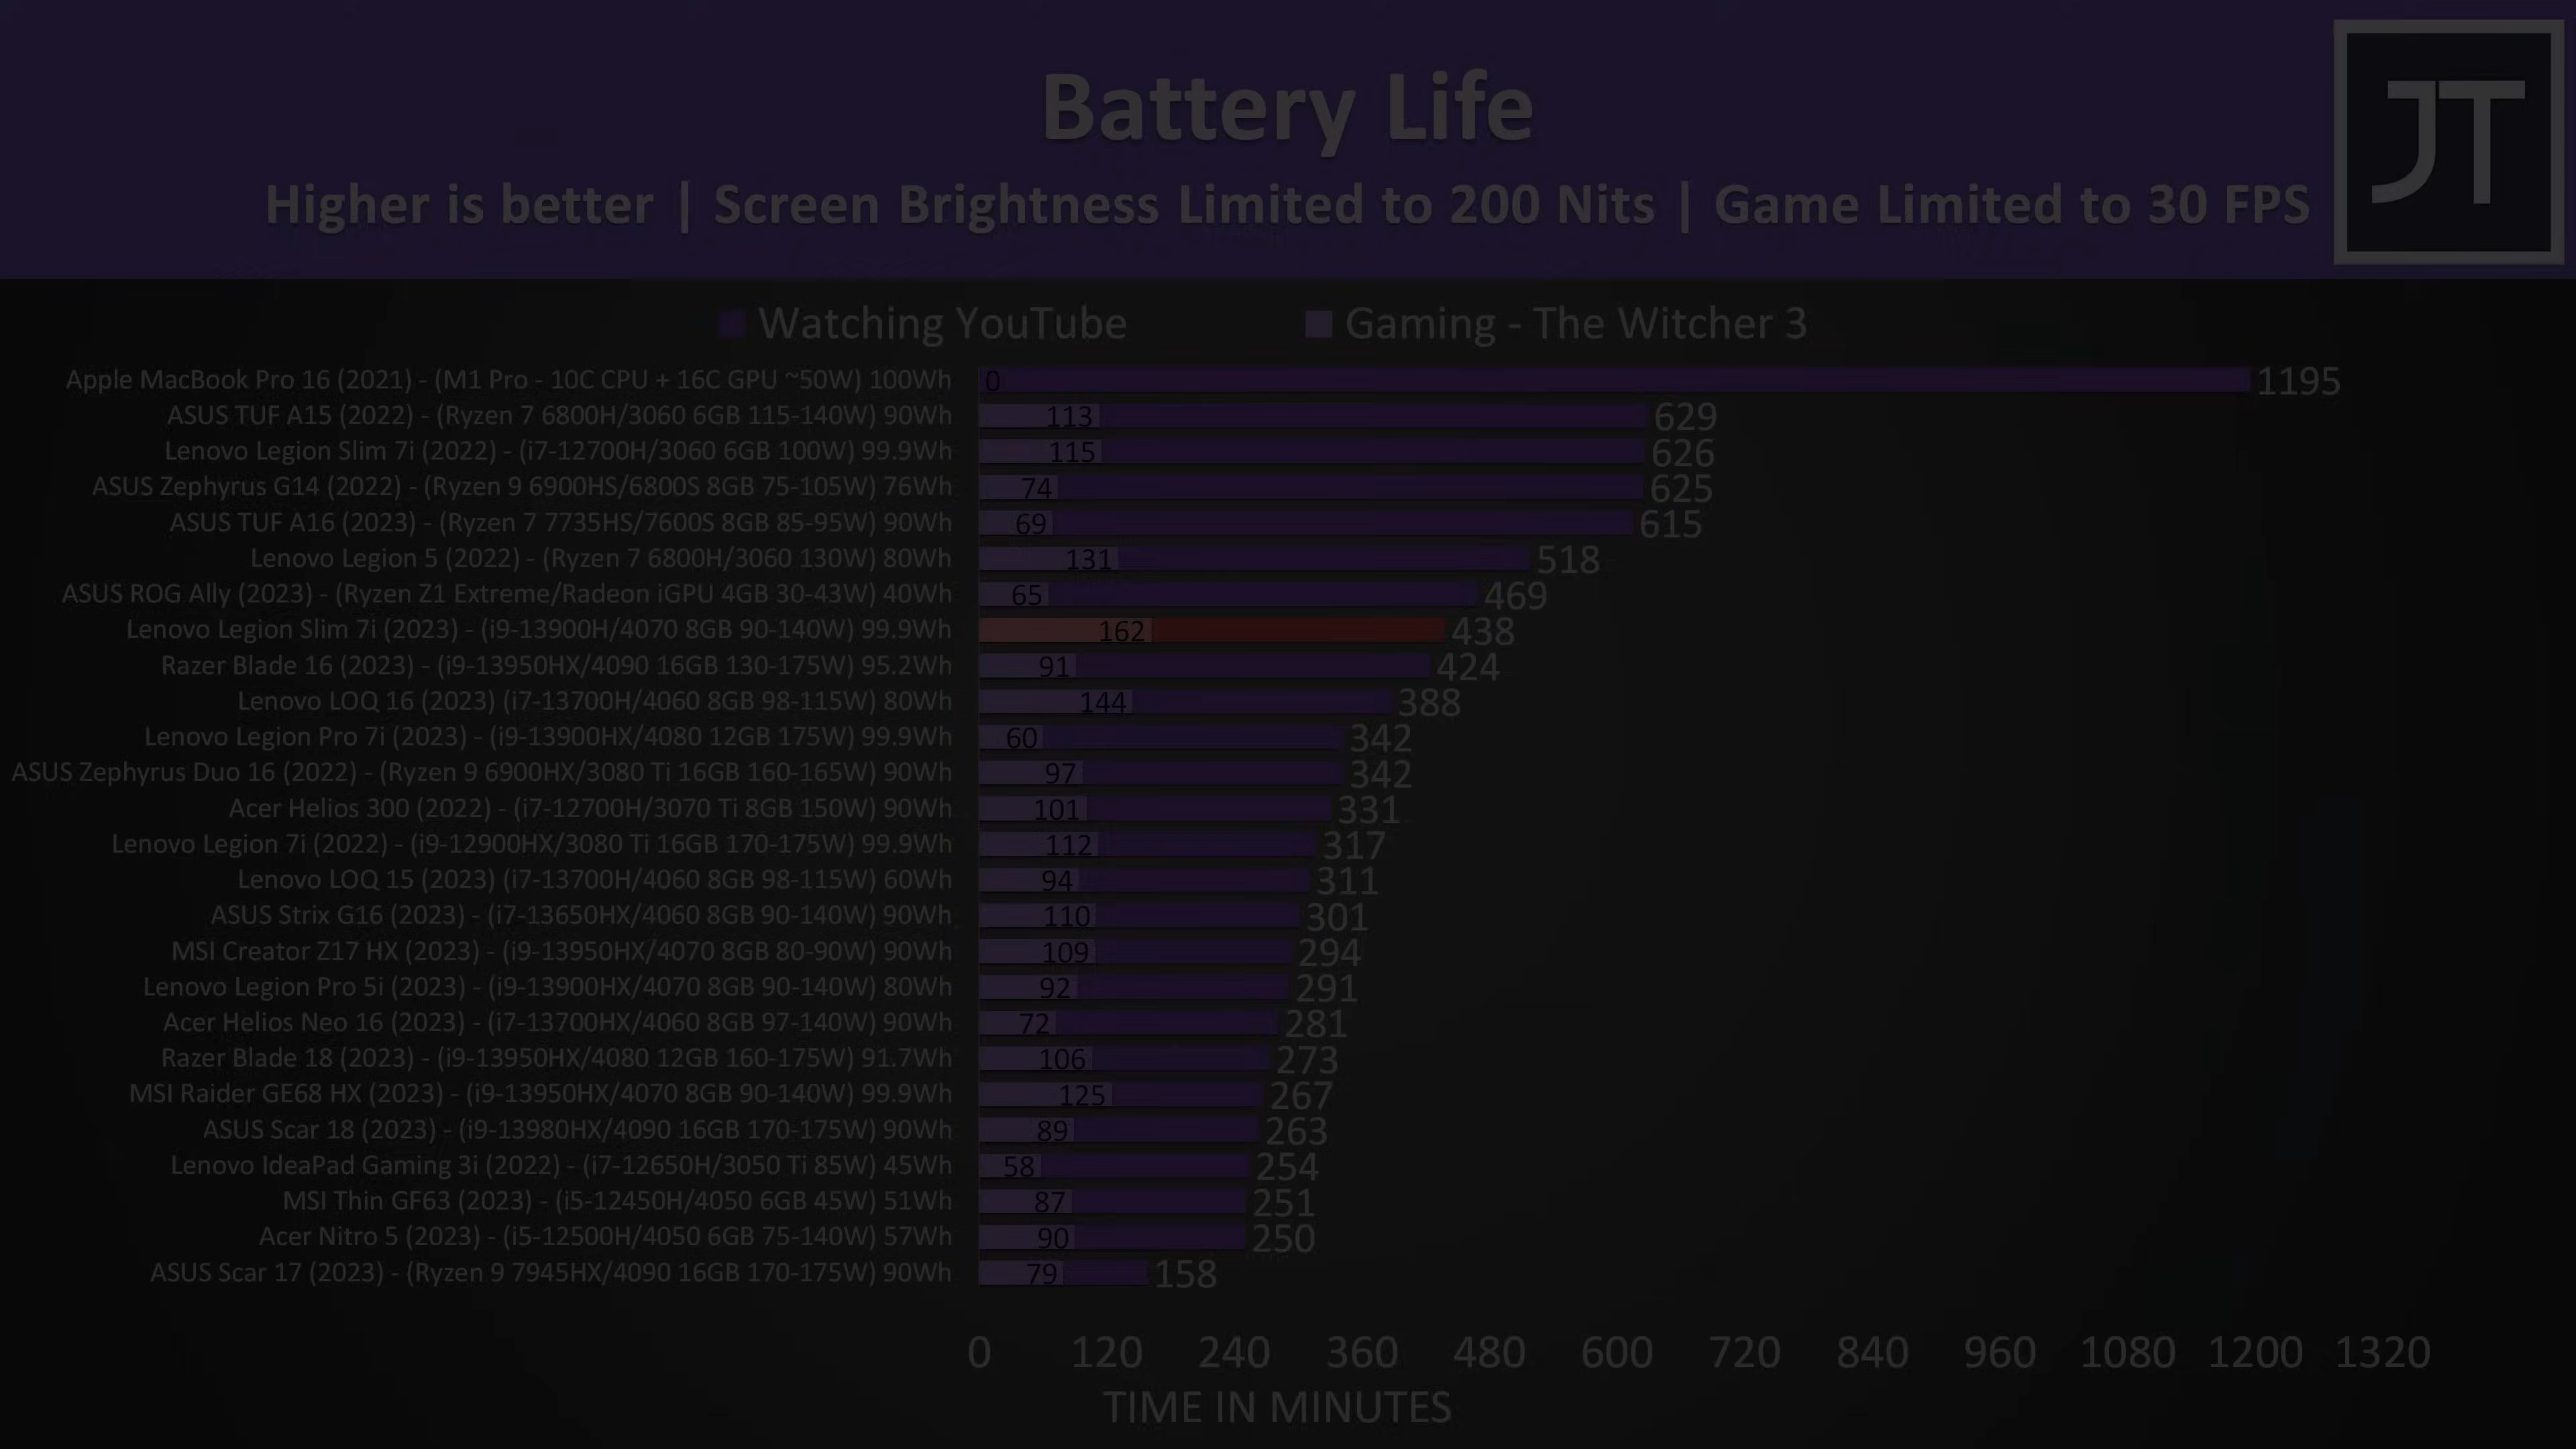 Battery Life
JT
Higher is better | Screen Brightness Limited to 200 Nits | Game Limited to 30 FPS
Watching YouTube Gaming - The Witcher 3
Apple MacBook Pro 16 (2021) - (M1 Pro - 10C CPU + 16C GPU ~50W) 100Wh 0 1195
ASUS TUF A15 (2022) - (Ryzen 7 6800H/3060 6GB 115-140W) 90Wh 113 629
Lenovo Legion Slim 7i (2022) - (i7-12700H/3060 6GB 100W) 99.9Wh 115 626
ASUS Zephyrus G14 (2022) - (Ryzen 9 6900HS/6800S 8GB 75-105W) 76Wh 74 625
ASUS TUF A16 (2023) - (Ryzen 7 7735HS/7600S 8GB 85-95W) 90Wh 69 615
Lenovo Legion 5 (2022) - (Ryzen 7 6800H/3060 130W) 80Wh 131 518
ASUS ROG Ally (2023) - (Ryzen Z1 Extreme/Radeon iGPU 4GB 30-43W) 40Wh 65 469
Lenovo Legion Slim 7i (2023) - (i9-13900H/4070 8GB 90-140W) 99.9Wh 162 438
Razer Blade 16 (2023) - (i9-13950HX/4090 16GB 130-175W) 95.2Wh 91 424
Lenovo LOQ 16 (2023) (i7-13700H/4060 8GB 98-115W) 80Wh 144 388
Lenovo Legion Pro 7i (2023) - (i9-13900HX/4080 12GB 175W) 99.9Wh 60 342
ASUS Zephyrus Duo 16 (2022) - (Ryzen 9 6900HX/3080 Ti 16GB 160-165W) 90Wh 97 342
Acer Helios 300 (2022) - (i7-12700H/3070 Ti 8GB 150W) 90Wh 101 331
Lenovo Legion 7i (2022) - (i9-12900HX/3080 Ti 16GB 170-175W) 99.9Wh 112 317
Lenovo LOQ 15 (2023) (i7-13700H/4060 8GB 98-115W) 60Wh 94 311
ASUS Strix G16 (2023) - (i7-13650HX/4060 8GB 90-140W) 90Wh 110 301
MSI Creator Z17 HX (2023) - (i9-13950HX/4070 8GB 80-90W) 90Wh 109 294
Lenovo Legion Pro 5i (2023) - (i9-13900HX/4070 8GB 90-140W) 80Wh 92 291
Acer Helios Neo 16 (2023) - (i7-13700HX/4060 8GB 97-140W) 90Wh 72 281
Razer Blade 18 (2023) - (i9-13950HX/4080 12GB 160-175W) 91.7Wh 106 273
MSI Raider GE68 HX (2023) - (i9-13950HX/4070 8GB 90-140W) 99.9Wh 125 267
ASUS Scar 18 (2023) - (i9-13980HX/4090 16GB 170-175W) 90Wh 89 263
Lenovo IdeaPad Gaming 3i (2022) - (i7-12650H/3050 Ti 85W) 45Wh 58 254
MSI Thin GF63 (2023) - (i5-12450H/4050 6GB 45W) 51Wh 87 251
Acer Nitro 5 (2023) - (i5-12500H/4050 6GB 75-140W) 57Wh 90 250
ASUS Scar 17 (2023) - (Ryzen 9 7945HX/4090 16GB 170-175W) 90Wh 79 158
0 120 240 360 480 600 720 840 960 1080 1200 1320
TIME IN MINUTES